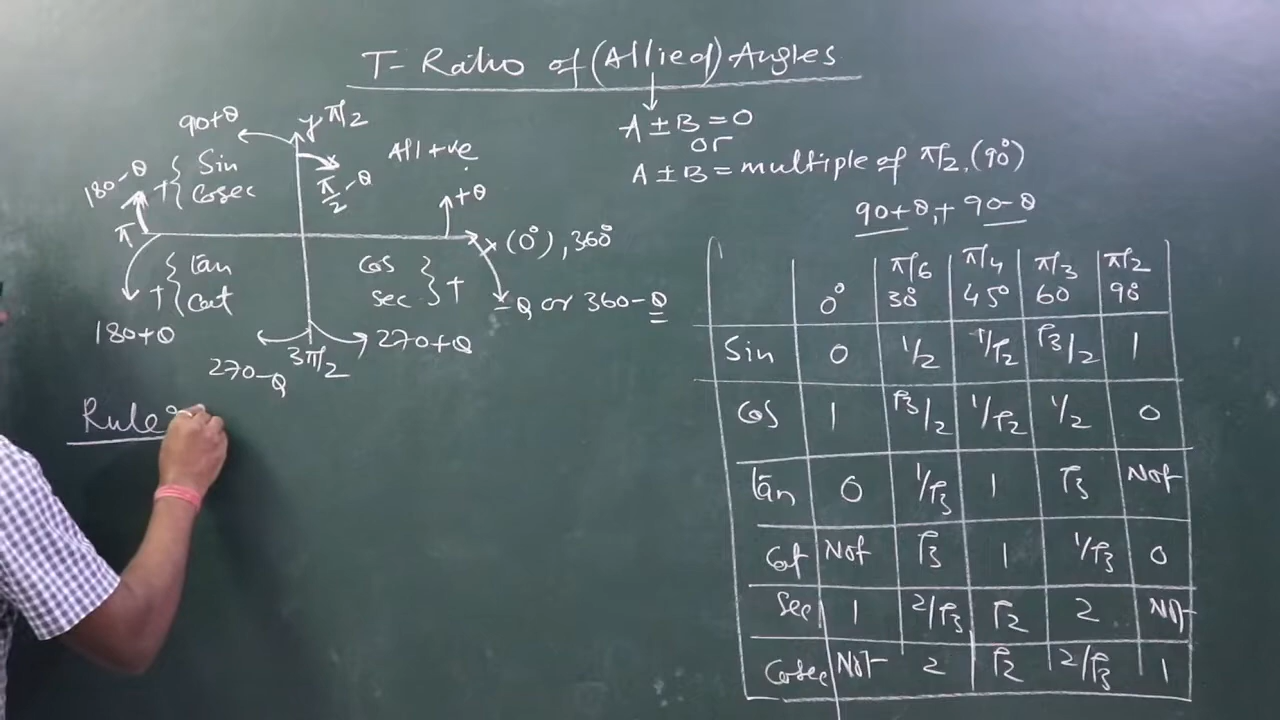 T- Ratio of (Allied) Angles
A ± B = 0
or
A ± B = multiple of π/2, (90°)
90+θ, + 90-θ
y π/2
90+θ
π/2 - θ
All +ve
180-θ
+ { Sin
Cosec
+θ
π
x (0°), 360°
+ { tan
Cot
Cos
Sec } +
-θ or 360-θ
180+θ
270-θ
3π/2
270+θ
Rule
0° π/6 30° π/4 45° π/3 60 π/2 90°
Sin 0 1/2 1/√2 √3/2 1
Cos 1 √3/2 1/√2 1/2 0
tan 0 1/√3 1 √3 Not
Cot Not √3 1 1/√3 0
Sec 1 2/√3 √2 2 Not
Cosec Not 2 √2 2/√3 1